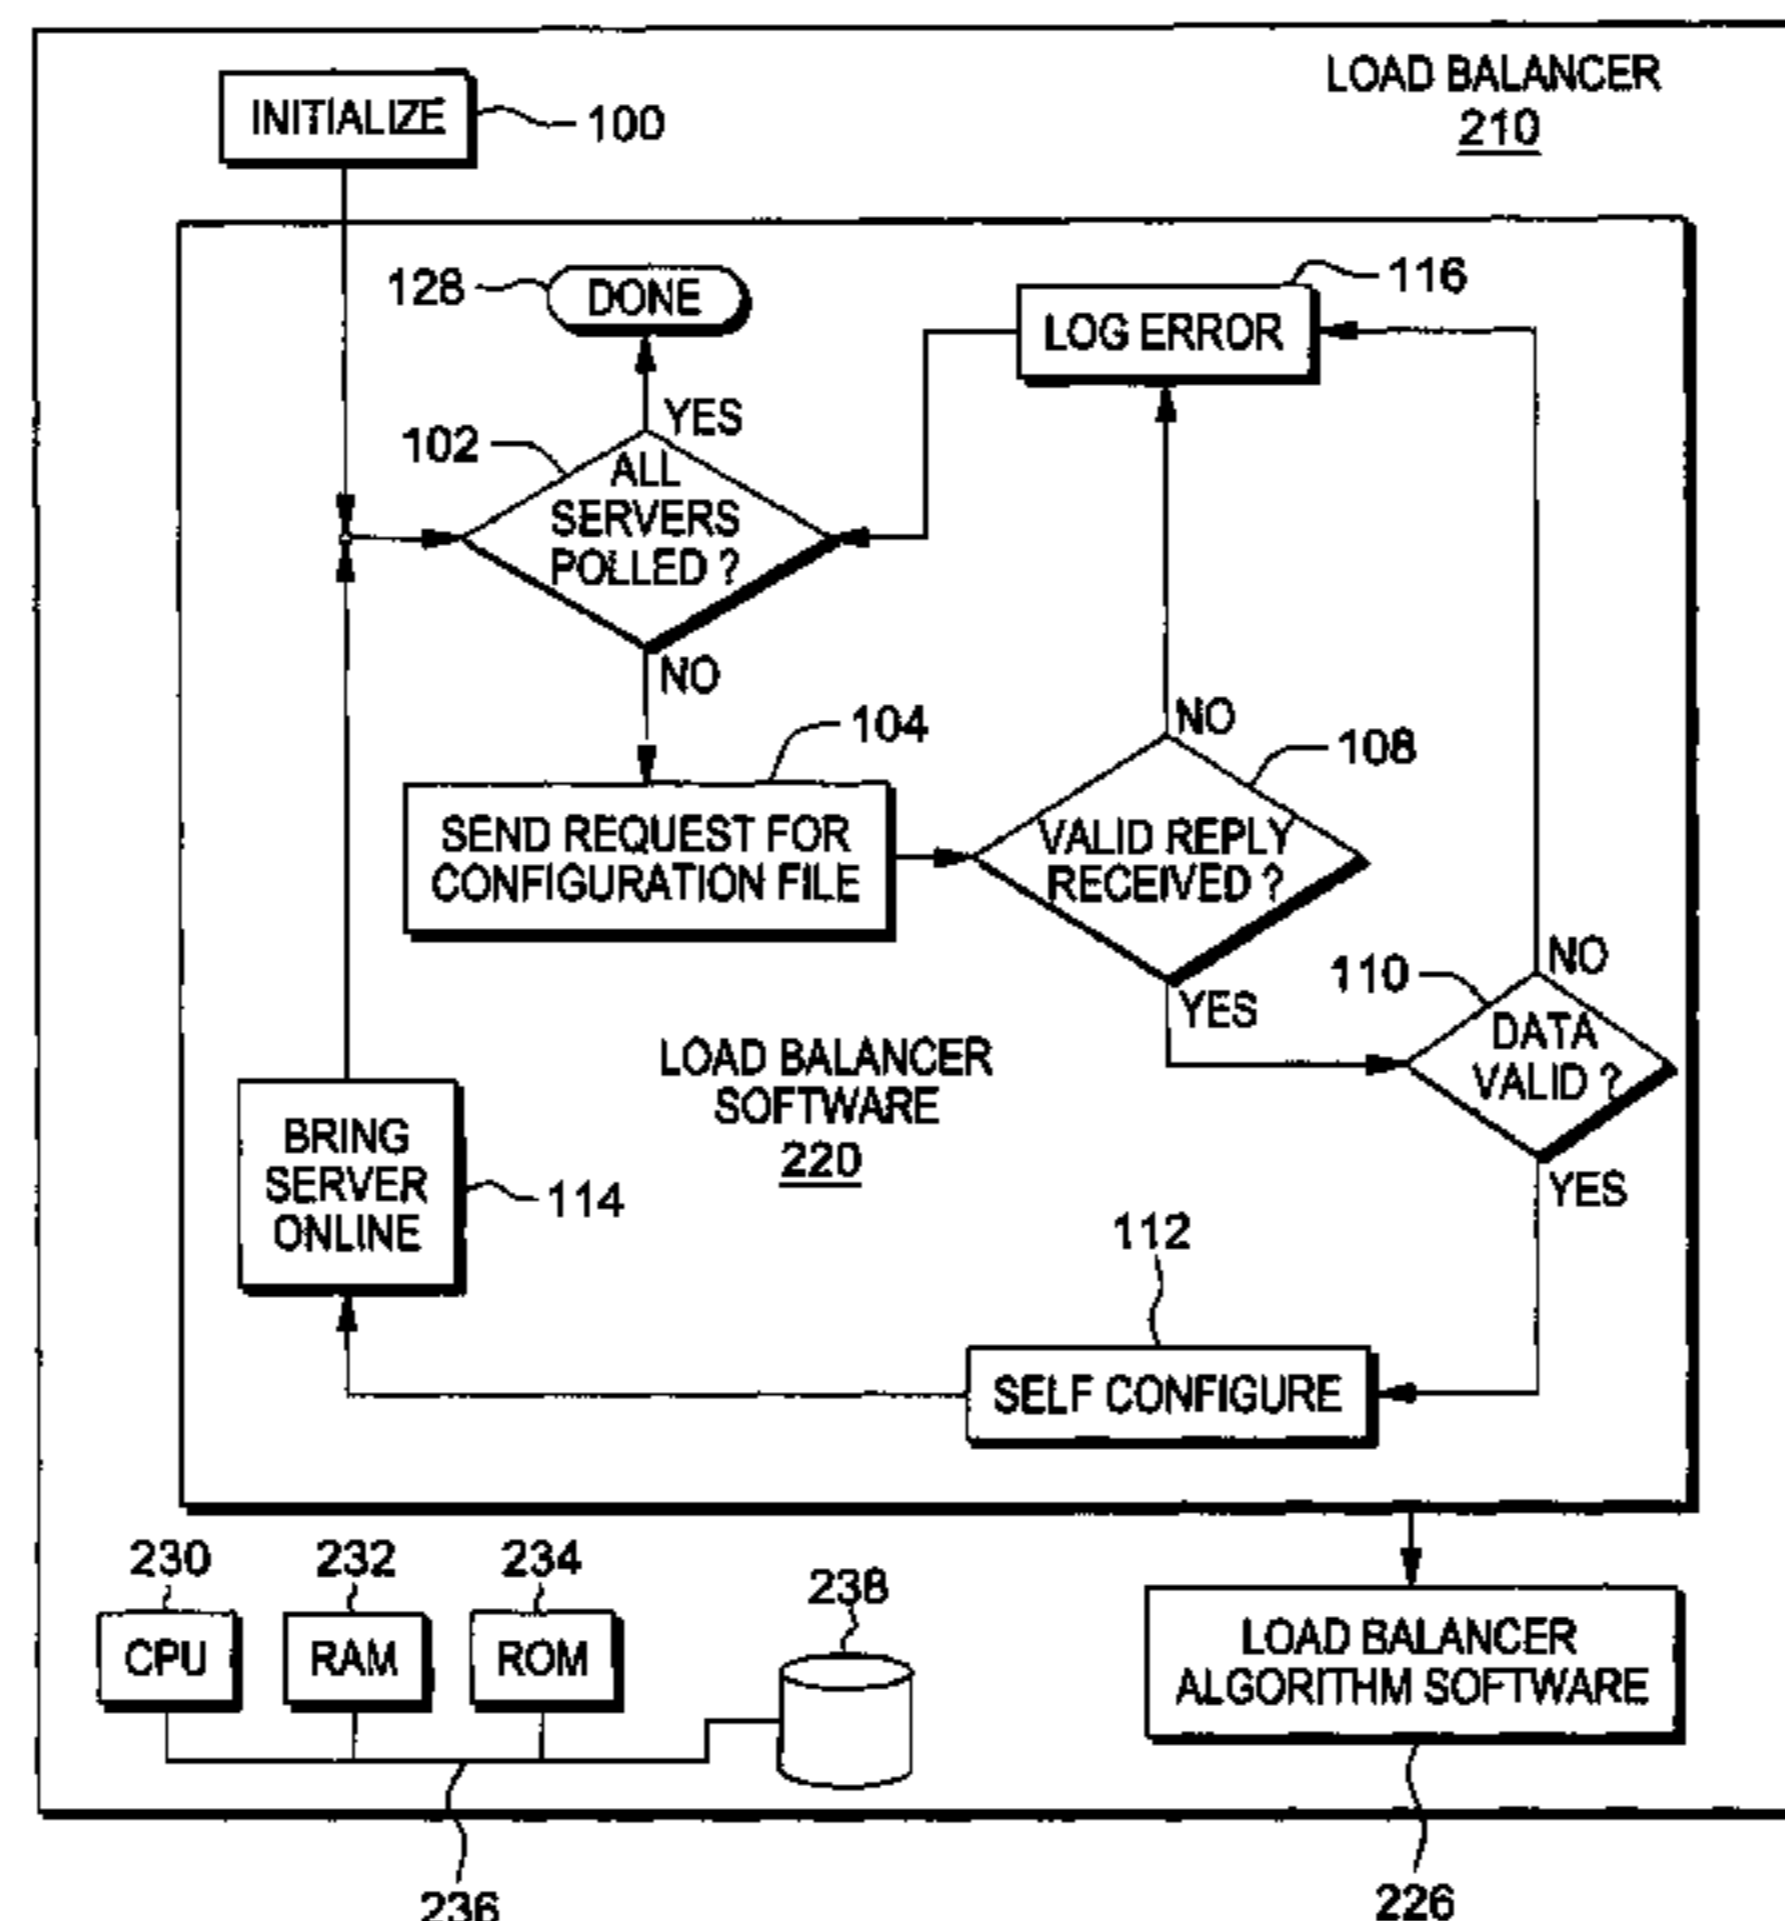 LOAD BALANCER
210
INITIALIZE
100
128
DONE
116
LOG ERROR
YES
102
ALL
SERVERS
POLLED ?
NO
104
SEND REQUEST FOR
CONFIGURATION FILE
NO
108
VALID REPLY
RECEIVED ?
YES
NO
110
DATA
VALID ?
YES
LOAD BALANCER
SOFTWARE
220
BRING
SERVER
ONLINE
114
112
SELF CONFIGURE
230
232
234
238
CPU
RAM
ROM
LOAD BALANCER
ALGORITHM SOFTWARE
236
226